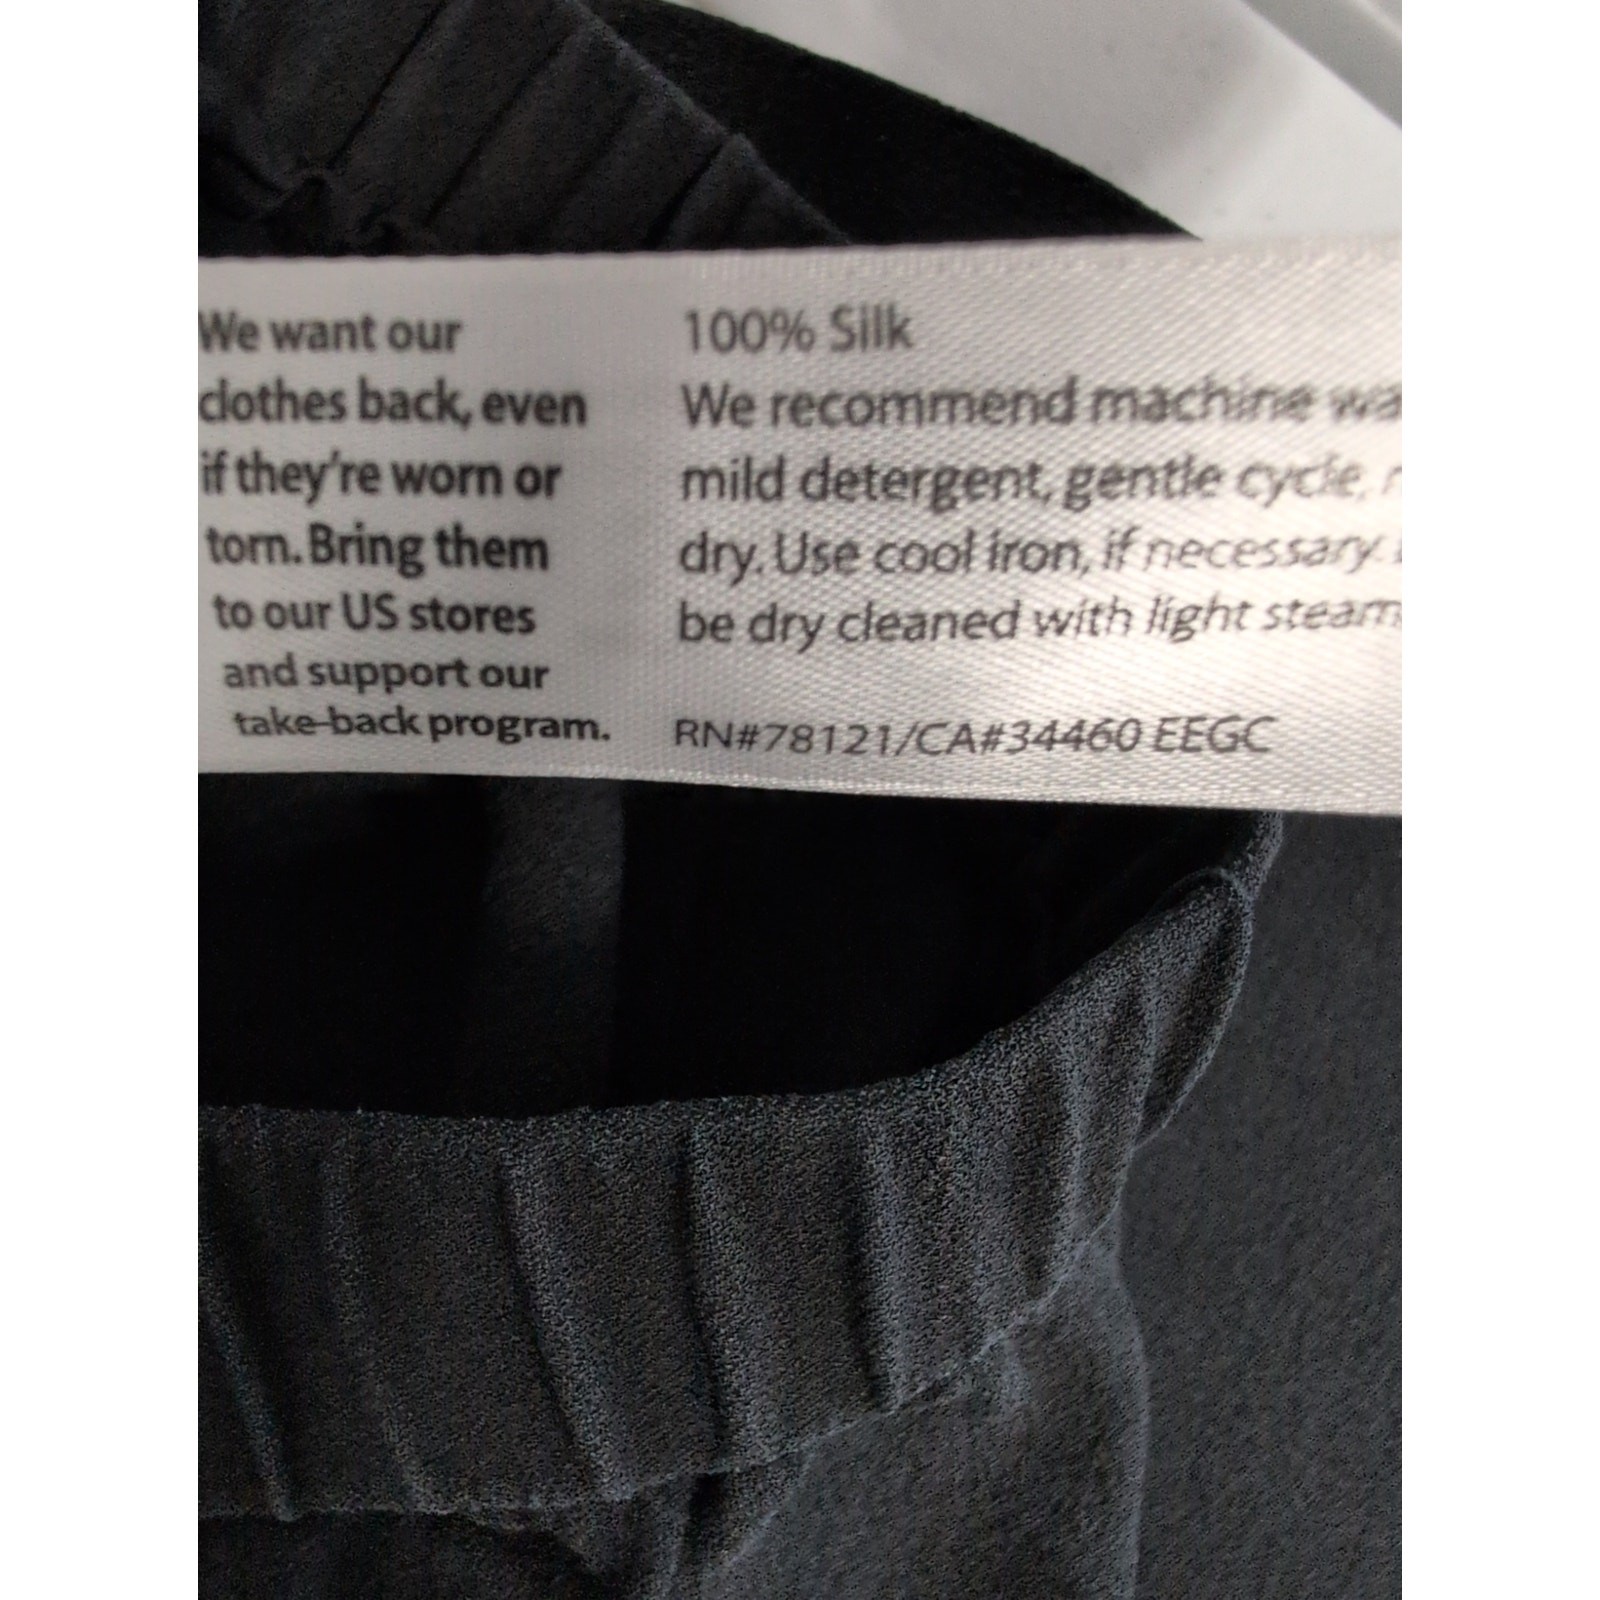 We want our
clothes back, even
if they're worn or
torn. Bring them
to our US stores
and support our
take-back program.
100% Silk
We recommend machine
mild detergent, gentle cycle,
dry. Use cool iron, if necessary.
be dry cleaned with light steam
RN#78121/CA#34460 EEGC